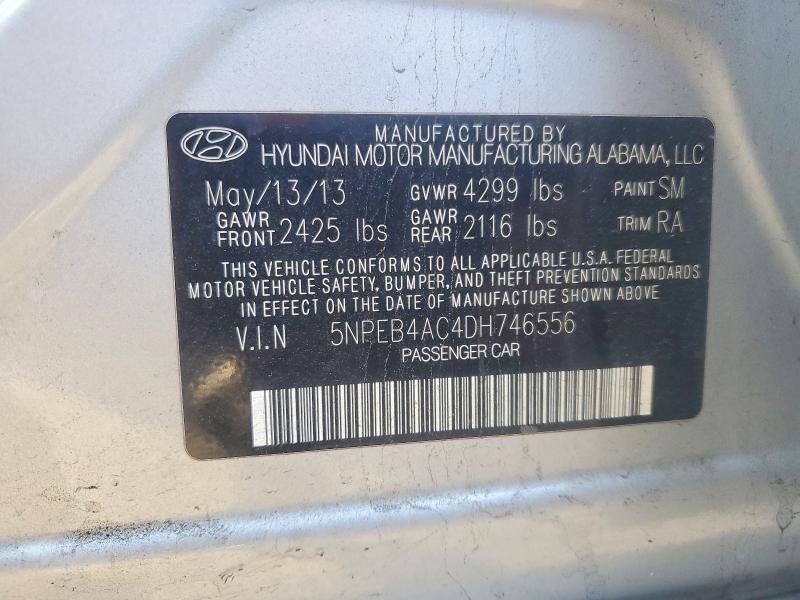 MANUFACTURED BY
HYUNDAI MOTOR MANUFACTURING ALABAMA, LLC
May/13/13 GVWR 4299 lbs PAINT SM
GAWR FRONT 2425 lbs GAWR REAR 2116 lbs TRIM RA
THIS VEHICLE CONFORMS TO ALL APPLICABLE U.S.A. FEDERAL
MOTOR VEHICLE SAFETY, BUMPER, AND THEFT PREVENTION STANDARDS
IN EFFECT ON THE DATE OF MANUFACTURE SHOWN ABOVE.
V.I.N 5NPEB4AC4DH746556
PASSENGER CAR